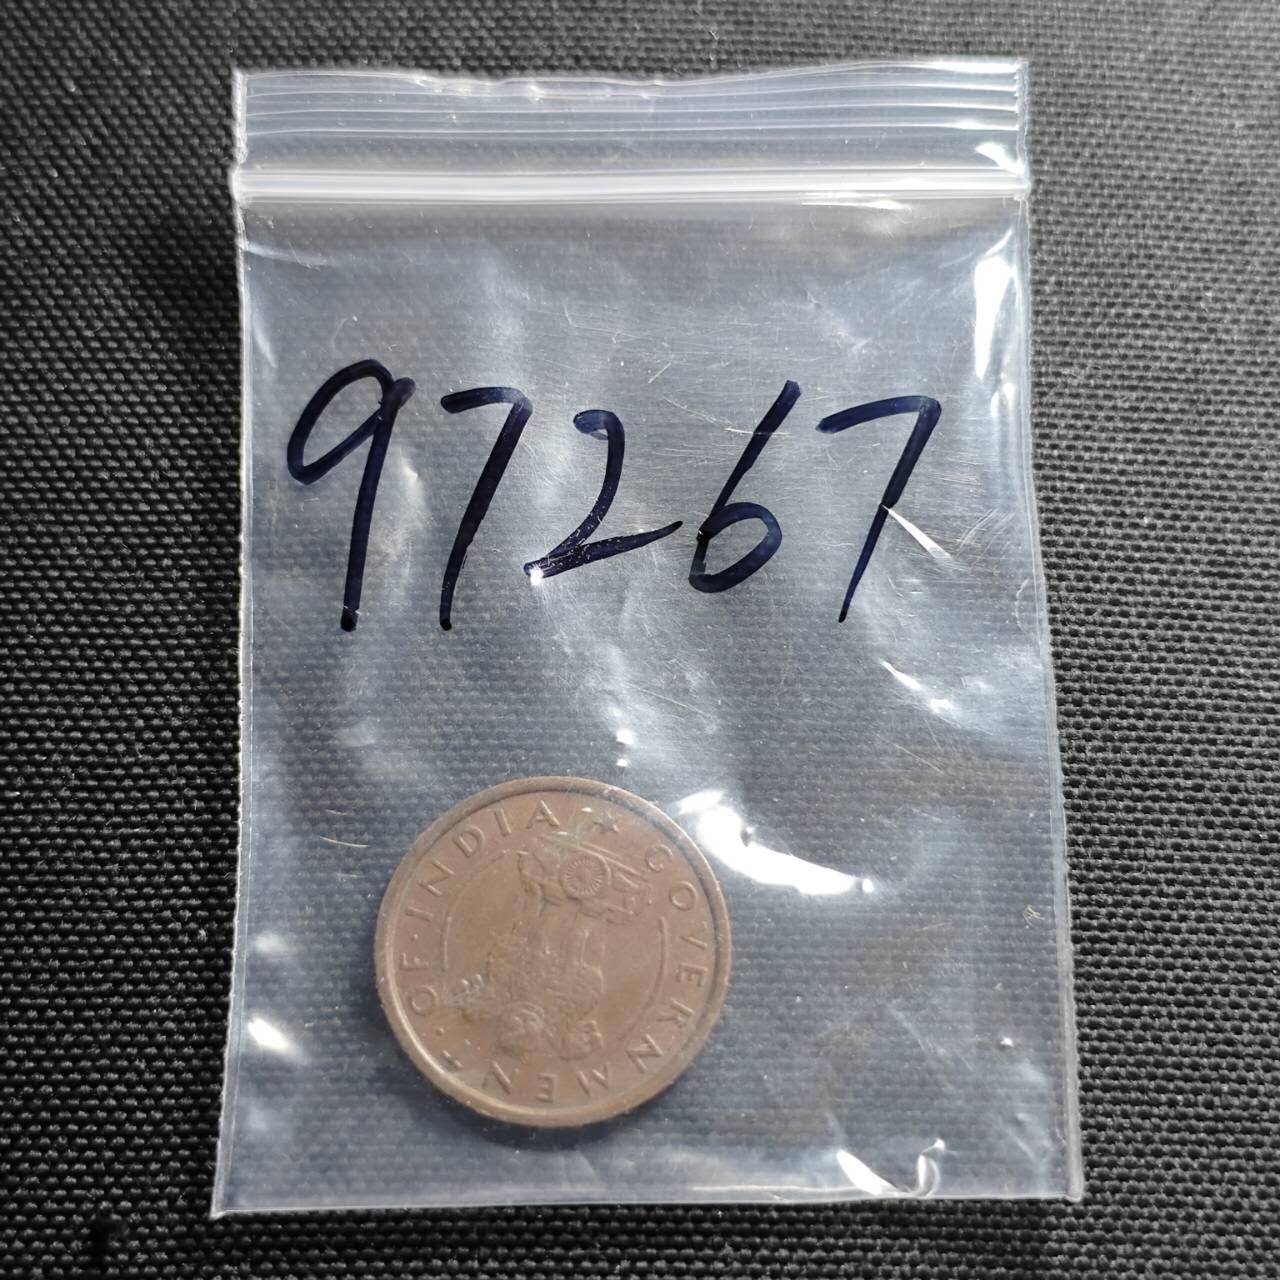 97267
GOVERNMENT · OF · INDIA